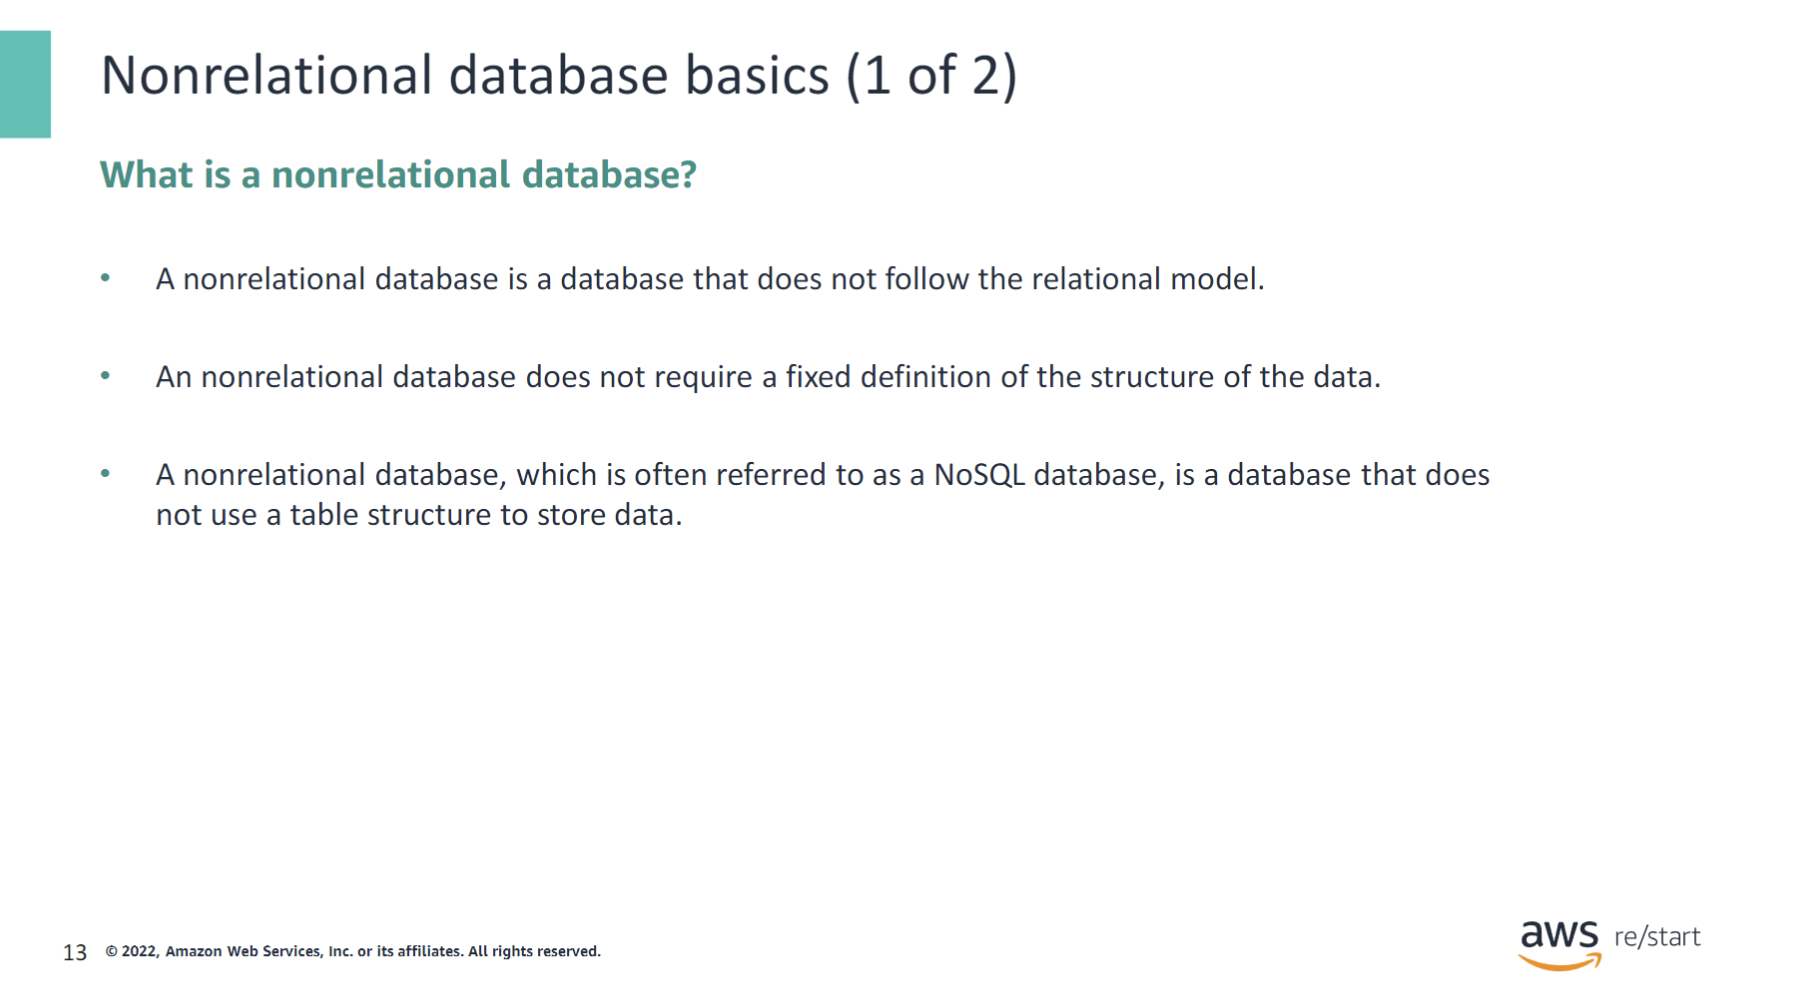 Nonrelational database basics (1 of 2)
What is a nonrelational database?
• A nonrelational database is a database that does not follow the relational model.
• An nonrelational database does not require a fixed definition of the structure of the data.
• A nonrelational database, which is often referred to as a NoSQL database, is a database that does
not use a table structure to store data.
13 © 2022, Amazon Web Services, Inc. or its affiliates. All rights reserved.
aws re/start